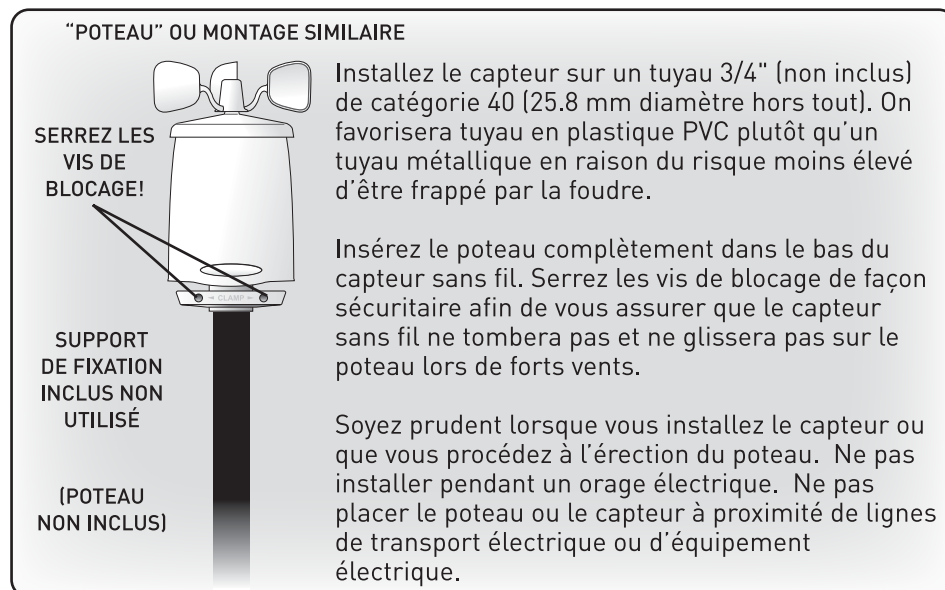 “POTEAU” OU MONTAGE SIMILAIRE
SERREZ LES
VIS DE
BLOCAGE!
◄ CLAMP ►
SUPPORT
DE FIXATION
INCLUS NON
UTILISÉ
(POTEAU
NON INCLUS)
Installez le capteur sur un tuyau 3/4" (non inclus)
de catégorie 40 (25.8 mm diamètre hors tout). On
favorisera tuyau en plastique PVC plutôt qu’un
tuyau métallique en raison du risque moins élevé
d’être frappé par la foudre.
Insérez le poteau complètement dans le bas du
capteur sans fil. Serrez les vis de blocage de façon
sécuritaire afin de vous assurer que le capteur
sans fil ne tombera pas et ne glissera pas sur le
poteau lors de forts vents.
Soyez prudent lorsque vous installez le capteur ou
que vous procédez à l’érection du poteau. Ne pas
installer pendant un orage électrique. Ne pas
placer le poteau ou le capteur à proximité de lignes
de transport électrique ou d’équipement
électrique.